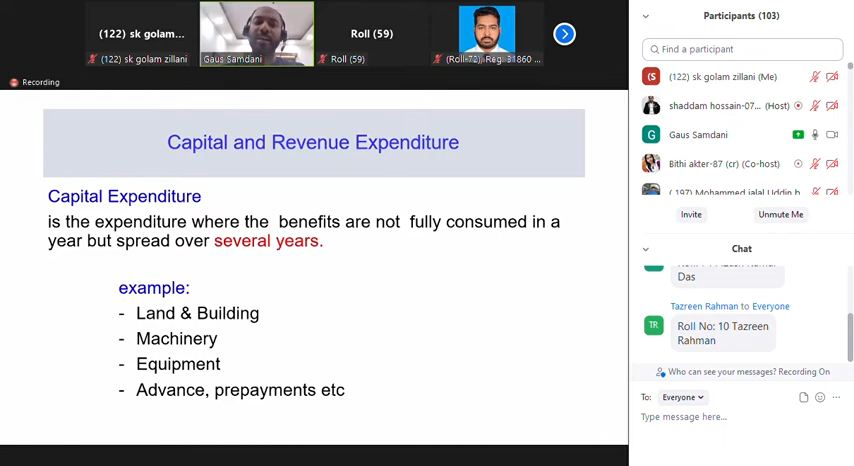 (122) sk golam...
(122) sk golam zillani
Gaus Samdani
Roll (59)
Roll (59)
(Roll-72), Reg. 31860 ...
Recording
Capital and Revenue Expenditure
Capital Expenditure
is the expenditure where the benefits are not fully consumed in a
year but spread over several years.
example:
- Land & Building
- Machinery
- Equipment
- Advance, prepayments etc
Participants (103)
Find a participant
(S
(122) sk golam zillani (Me)
shaddam hossain-07... (Host)
G
Gaus Samdani
Bithi akter-87 (cr) (Co-host)
( 197) Mohammed jalal Uddin b
Invite
Unmute Me
Chat
Das
Tazreen Rahman to Everyone
TR
Roll No: 10 Tazreen
Rahman
Who can see your messages? Recording On
To: Everyone
Type message here...